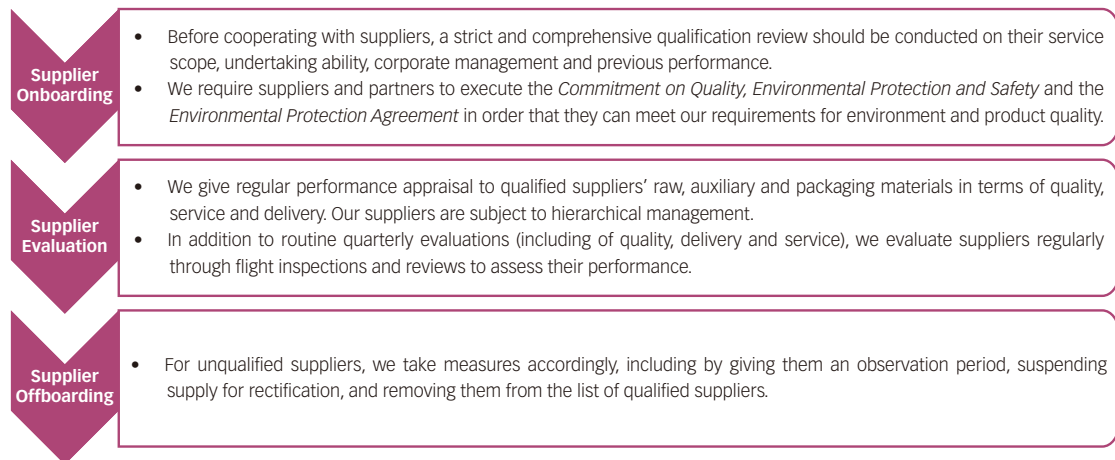 Supplier
Onboarding
• Before cooperating with suppliers, a strict and comprehensive qualification review should be conducted on their service
scope, undertaking ability, corporate management and previous performance.
• We require suppliers and partners to execute the Commitment on Quality, Environmental Protection and Safety and the
Environmental Protection Agreement in order that they can meet our requirements for environment and product quality.
Supplier
Evaluation
• We give regular performance appraisal to qualified suppliers’ raw, auxiliary and packaging materials in terms of quality,
service and delivery. Our suppliers are subject to hierarchical management.
• In addition to routine quarterly evaluations (including of quality, delivery and service), we evaluate suppliers regularly
through flight inspections and reviews to assess their performance.
Supplier
Offboarding
• For unqualified suppliers, we take measures accordingly, including by giving them an observation period, suspending
supply for rectification, and removing them from the list of qualified suppliers.